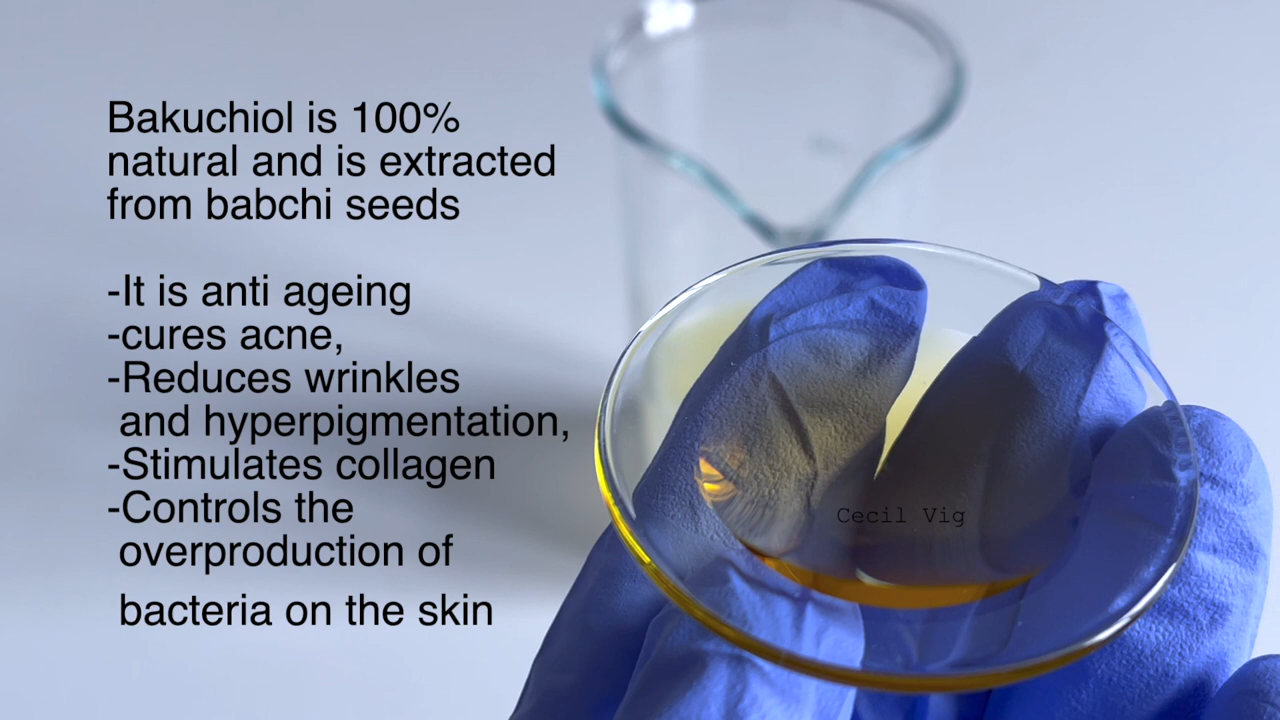 Bakuchiol is 100%
natural and is extracted
from babchi seeds
-It is anti ageing
-cures acne,
-Reduces wrinkles
and hyperpigmentation,
-Stimulates collagen
-Controls the
overproduction of
bacteria on the skin
Cecil Vig